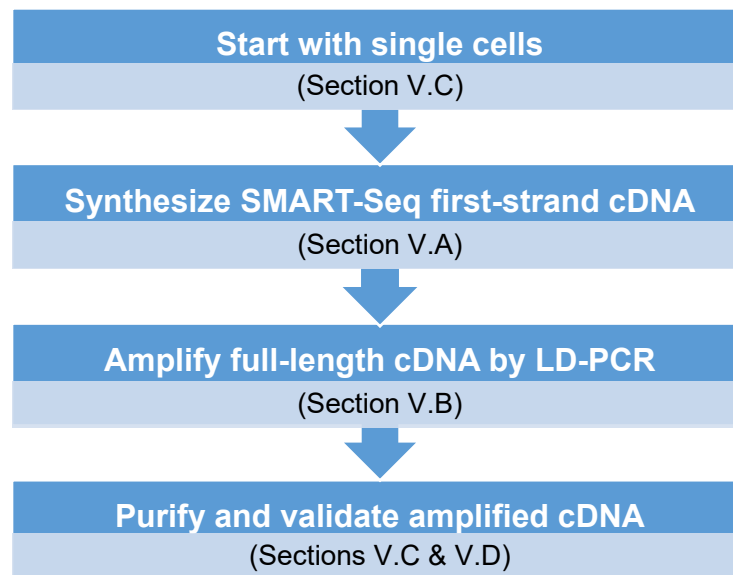 Start with single cells
(Section V.C)
Synthesize SMART-Seq first-strand cDNA
(Section V.A)
Amplify full-length cDNA by LD-PCR
(Section V.B)
Purify and validate amplified cDNA
(Sections V.C & V.D)